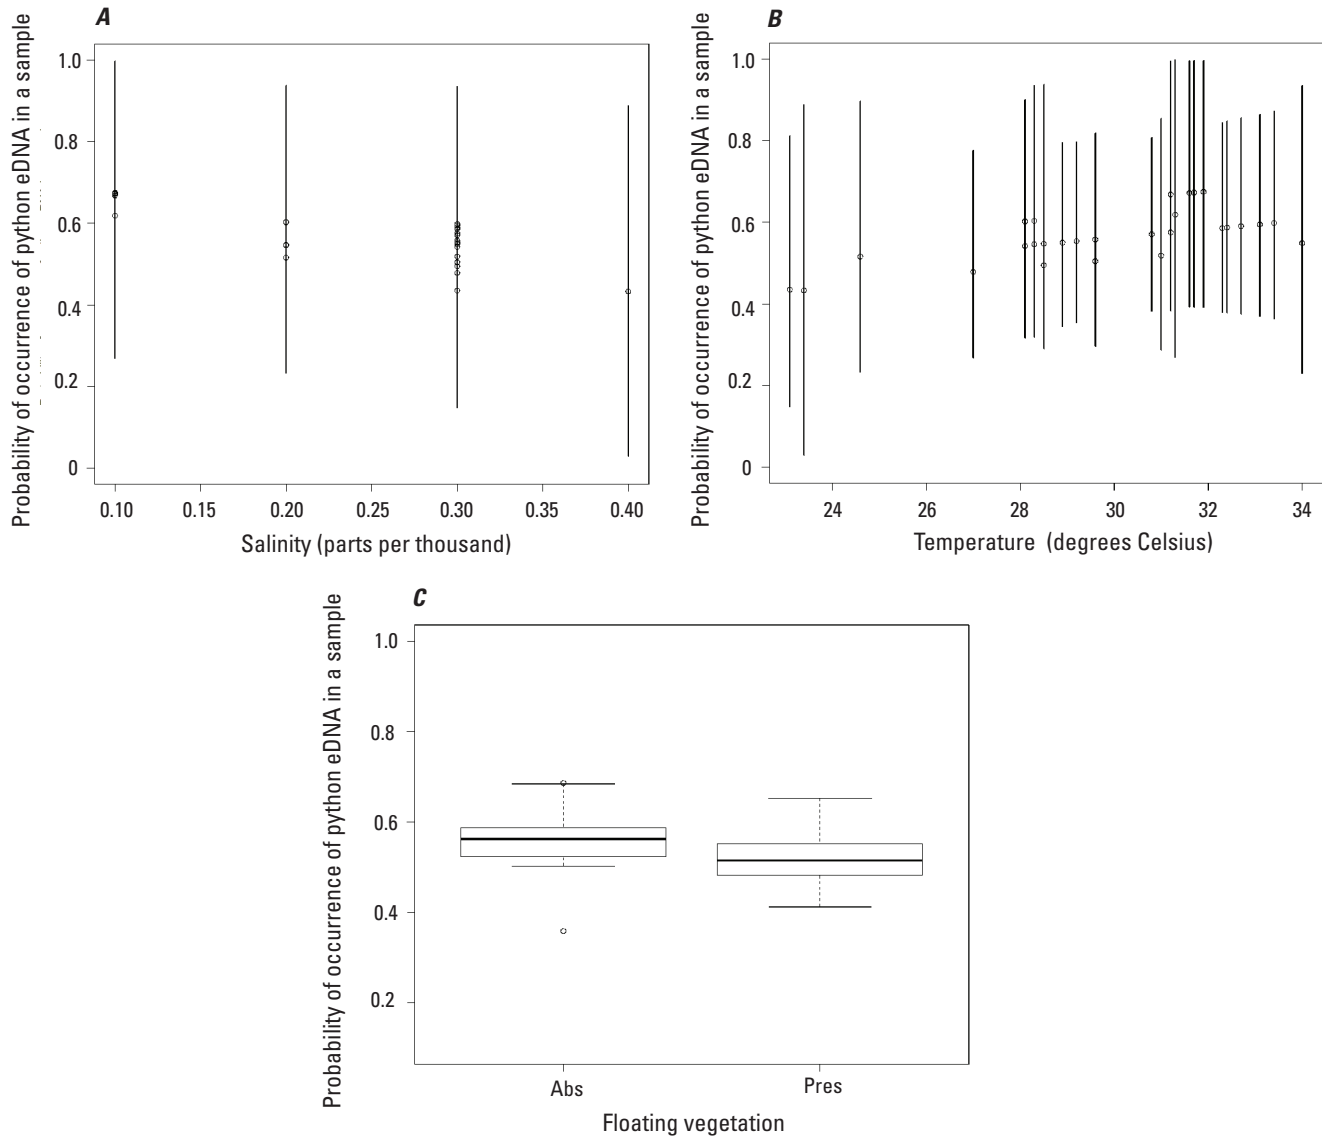 A
Probability of occurrence of python eDNA in a sample
1.0
0.8
0.6
0.4
0.2
0
0.10 0.15 0.20 0.25 0.30 0.35 0.40
Salinity (parts per thousand)
B
Probability of occurrence of python eDNA in a sample
1.0
0.8
0.6
0.4
0.2
0
24 26 28 30 32 34
Temperature (degrees Celsius)
C
Probability of occurrence of python eDNA in a sample
1.0
0.8
0.6
0.4
0.2
Abs Pres
Floating vegetation